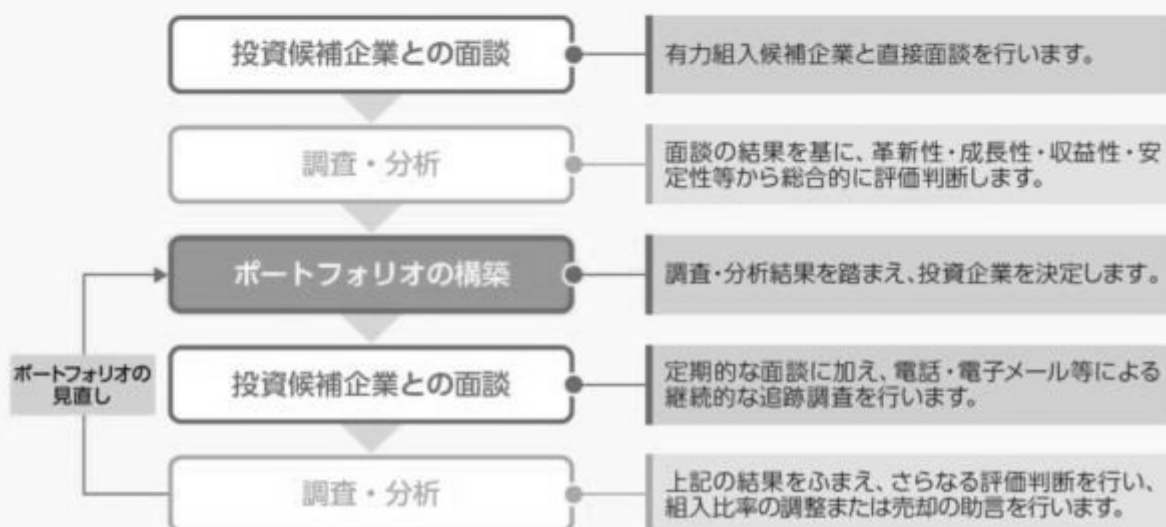 投資候補企業との面談
有力組入候補企業と直接面談を行います。
調査・分析
面談の結果を基に、革新性・成長性・収益性・安
定性等から総合的に評価判断します。
ポートフォリオの構築
調査・分析結果を踏まえ、投資企業を決定します。
ポートフォリオの
見直し
投資候補企業との面談
定期的な面談に加え、電話・電子メール等による
継続的な追跡調査を行います。
調査・分析
上記の結果をふまえ、さらなる評価判断を行い、
組入比率の調整または売却の助言を行います。